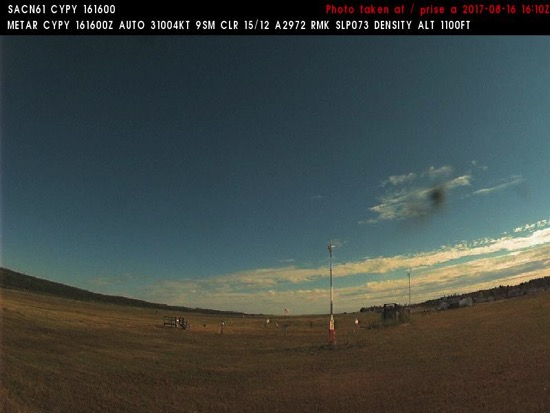 SACN61 CYPY 161600 Photo taken at / prise a 2017-08-16 16:10Z
METAR CYPY 161600Z AUTO 31004KT 9SM CLR 15/12 A2972 RMK SLP073 DENSITY ALT 1100FT